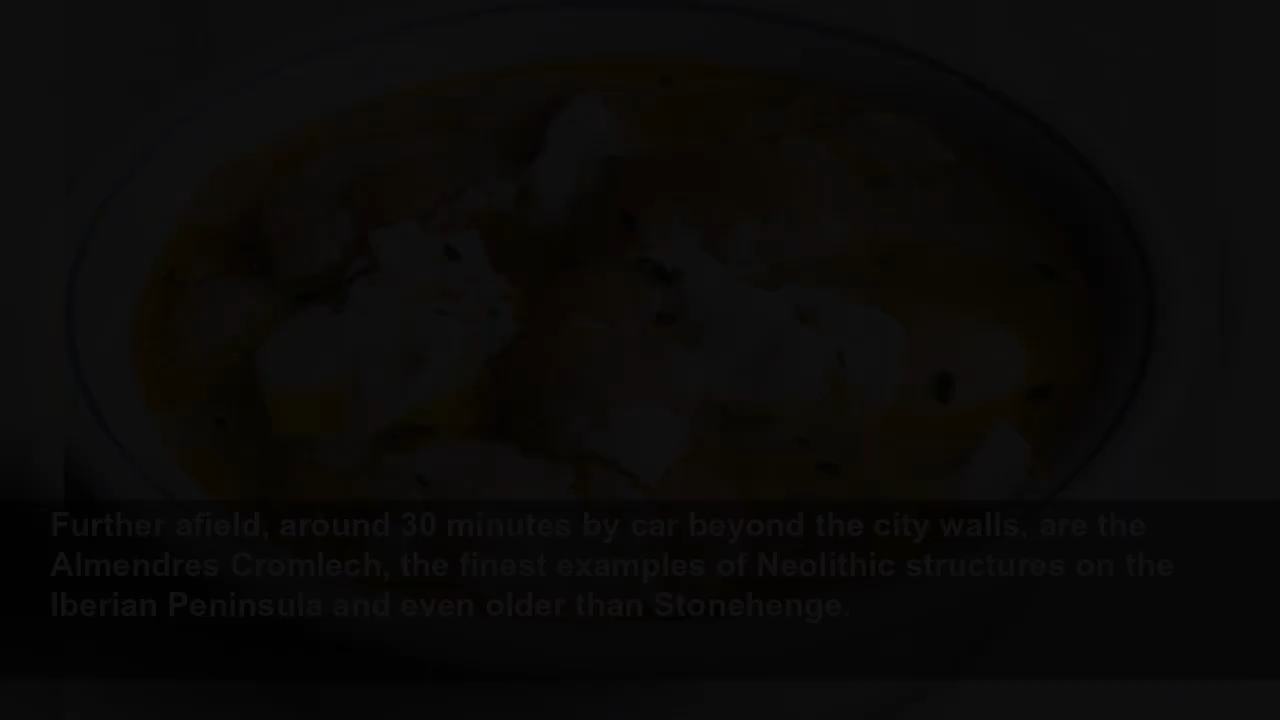 Further afield, around 30 minutes by car beyond the city walls, are the
Almendres Cromlech, the finest examples of Neolithic structures on the
Iberian Peninsula and even older than Stonehenge.